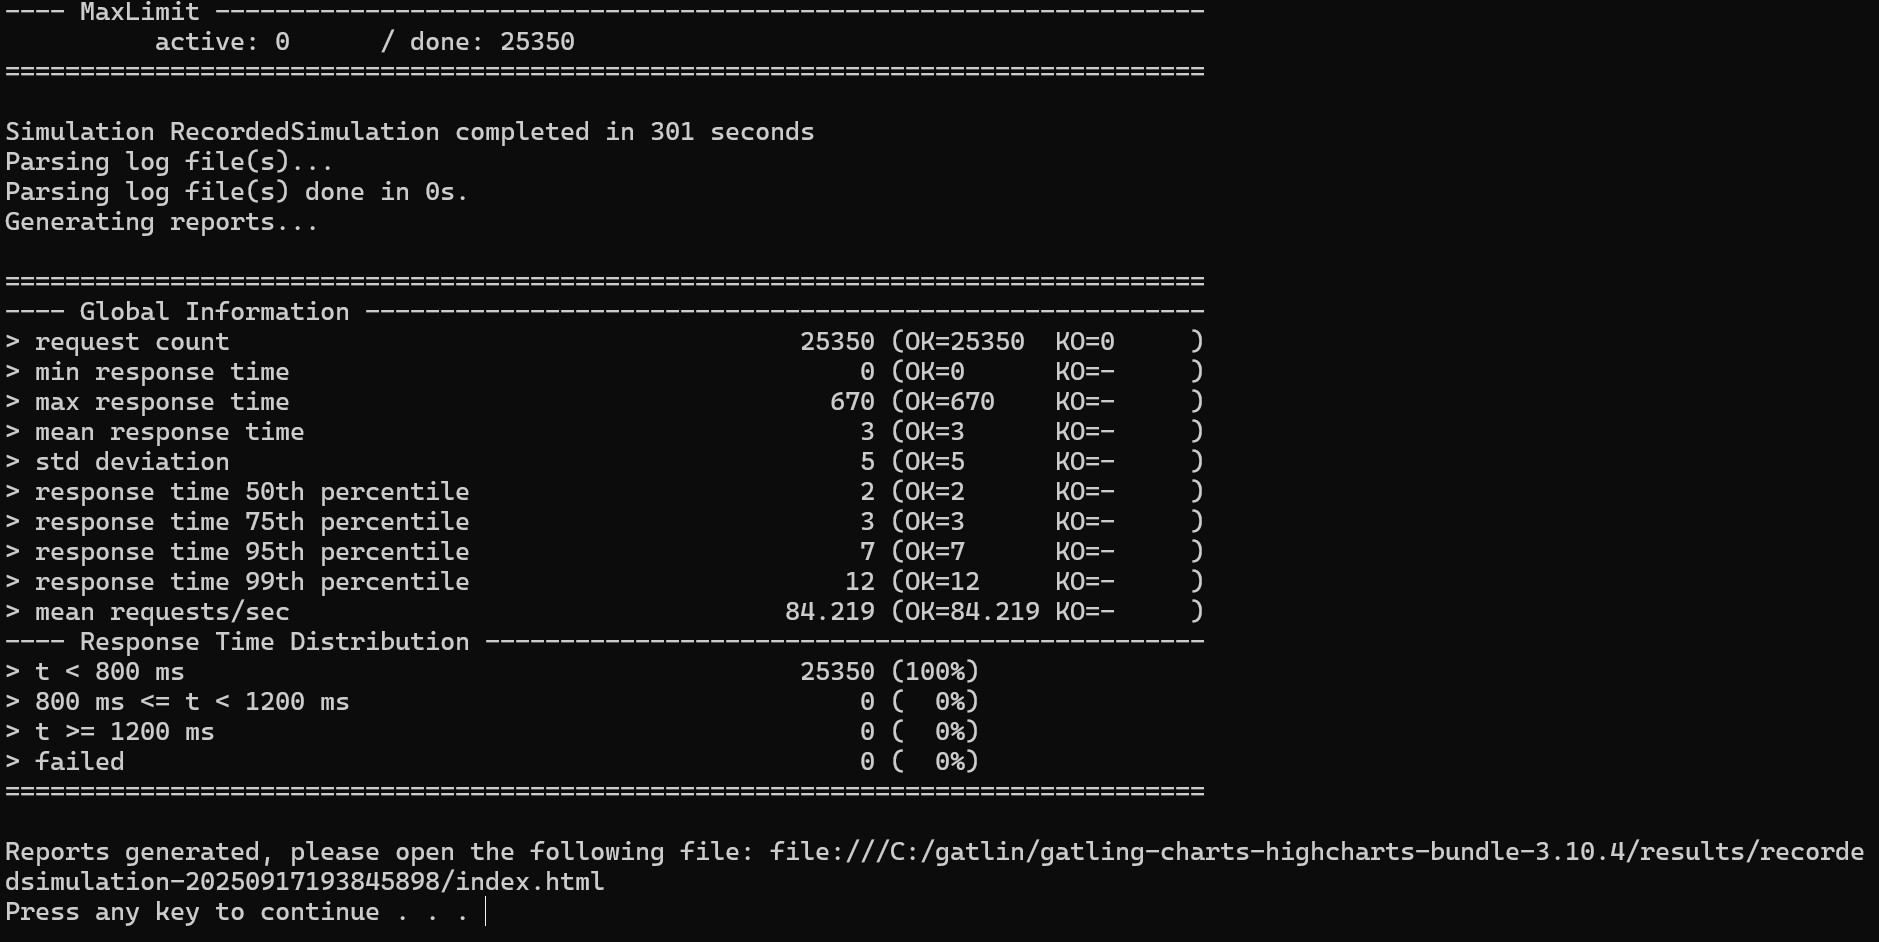 ---- MaxLimit ------------------------------------------------------------------
          active: 0      / done: 25350
================================================================================
Simulation RecordedSimulation completed in 301 seconds
Parsing log file(s)...
Parsing log file(s) done in 0s.
Generating reports...
================================================================================
---- Global Information --------------------------------------------------------
> request count                                      25350 (OK=25350  KO=0     )
> min response time                                      0 (OK=0      KO=-     )
> max response time                                    670 (OK=670    KO=-     )
> mean response time                                     3 (OK=3      KO=-     )
> std deviation                                          5 (OK=5      KO=-     )
> response time 50th percentile                          2 (OK=2      KO=-     )
> response time 75th percentile                          3 (OK=3      KO=-     )
> response time 95th percentile                          7 (OK=7      KO=-     )
> response time 99th percentile                         12 (OK=12     KO=-     )
> mean requests/sec                                 84.219 (OK=84.219 KO=-     )
---- Response Time Distribution ------------------------------------------------
> t < 800 ms                                         25350 (100%)
> 800 ms <= t < 1200 ms                                  0 (  0%)
> t >= 1200 ms                                           0 (  0%)
> failed                                                 0 (  0%)
================================================================================
Reports generated, please open the following file: file:///C:/gatlin/gatling-charts-highcharts-bundle-3.10.4/results/recorde
dsimulation-20250917193845898/index.html
Press any key to continue . . .